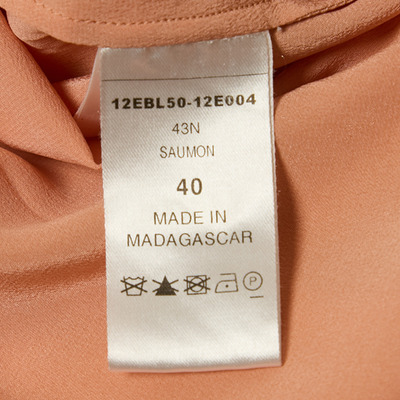 12EBL50-12E004
43N
SAUMON
40
MADE IN
MADAGASCAR
P